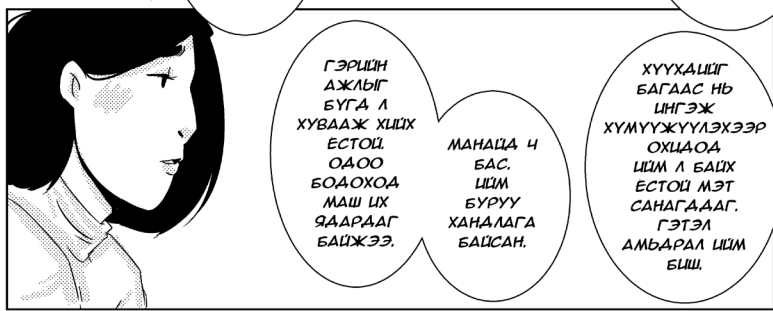 ГЭРИЙН
АЖЛЫГ
БҮГД Л
ХУВААЖ ХИЙХ
ЁСТОЙ.
ОДОО
БОДОХОД
МАШ ИХ
ЯДАРДАГ
БАЙЖЭЭ.
МАНАЙД Ч
БАС.
ИЙМ
БУРУУ
ХАНДЛАГА
БАЙСАН.
ХҮҮХДИЙГ
БАГААС НЬ
ИНГЭЖ
ХҮМҮҮЖҮҮЛЭХЭЭР
ОХИДОД
ИЙМ Л БАЙХ
ЁСТОЙ МЭТ
САНАГДДАГ.
ГЭТЭЛ
АМЬДРАЛ ИЙМ
БИШ.